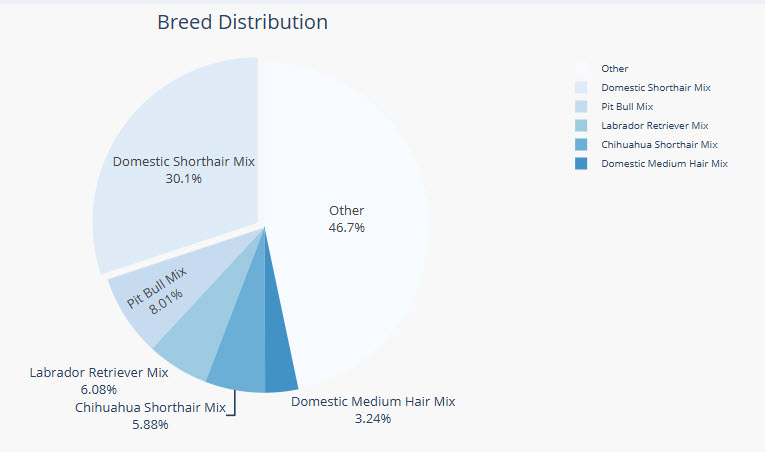 Breed Distribution
Other
Domestic Shorthair Mix
Pit Bull Mix
Labrador Retriever Mix
Chihuahua Shorthair Mix
Domestic Medium Hair Mix
Domestic Shorthair Mix
30.1%
Other
46.7%
Pit Bull Mix
8.01%
Labrador Retriever Mix
6.08%
Chihuahua Shorthair Mix
5.88%
Domestic Medium Hair Mix
3.24%